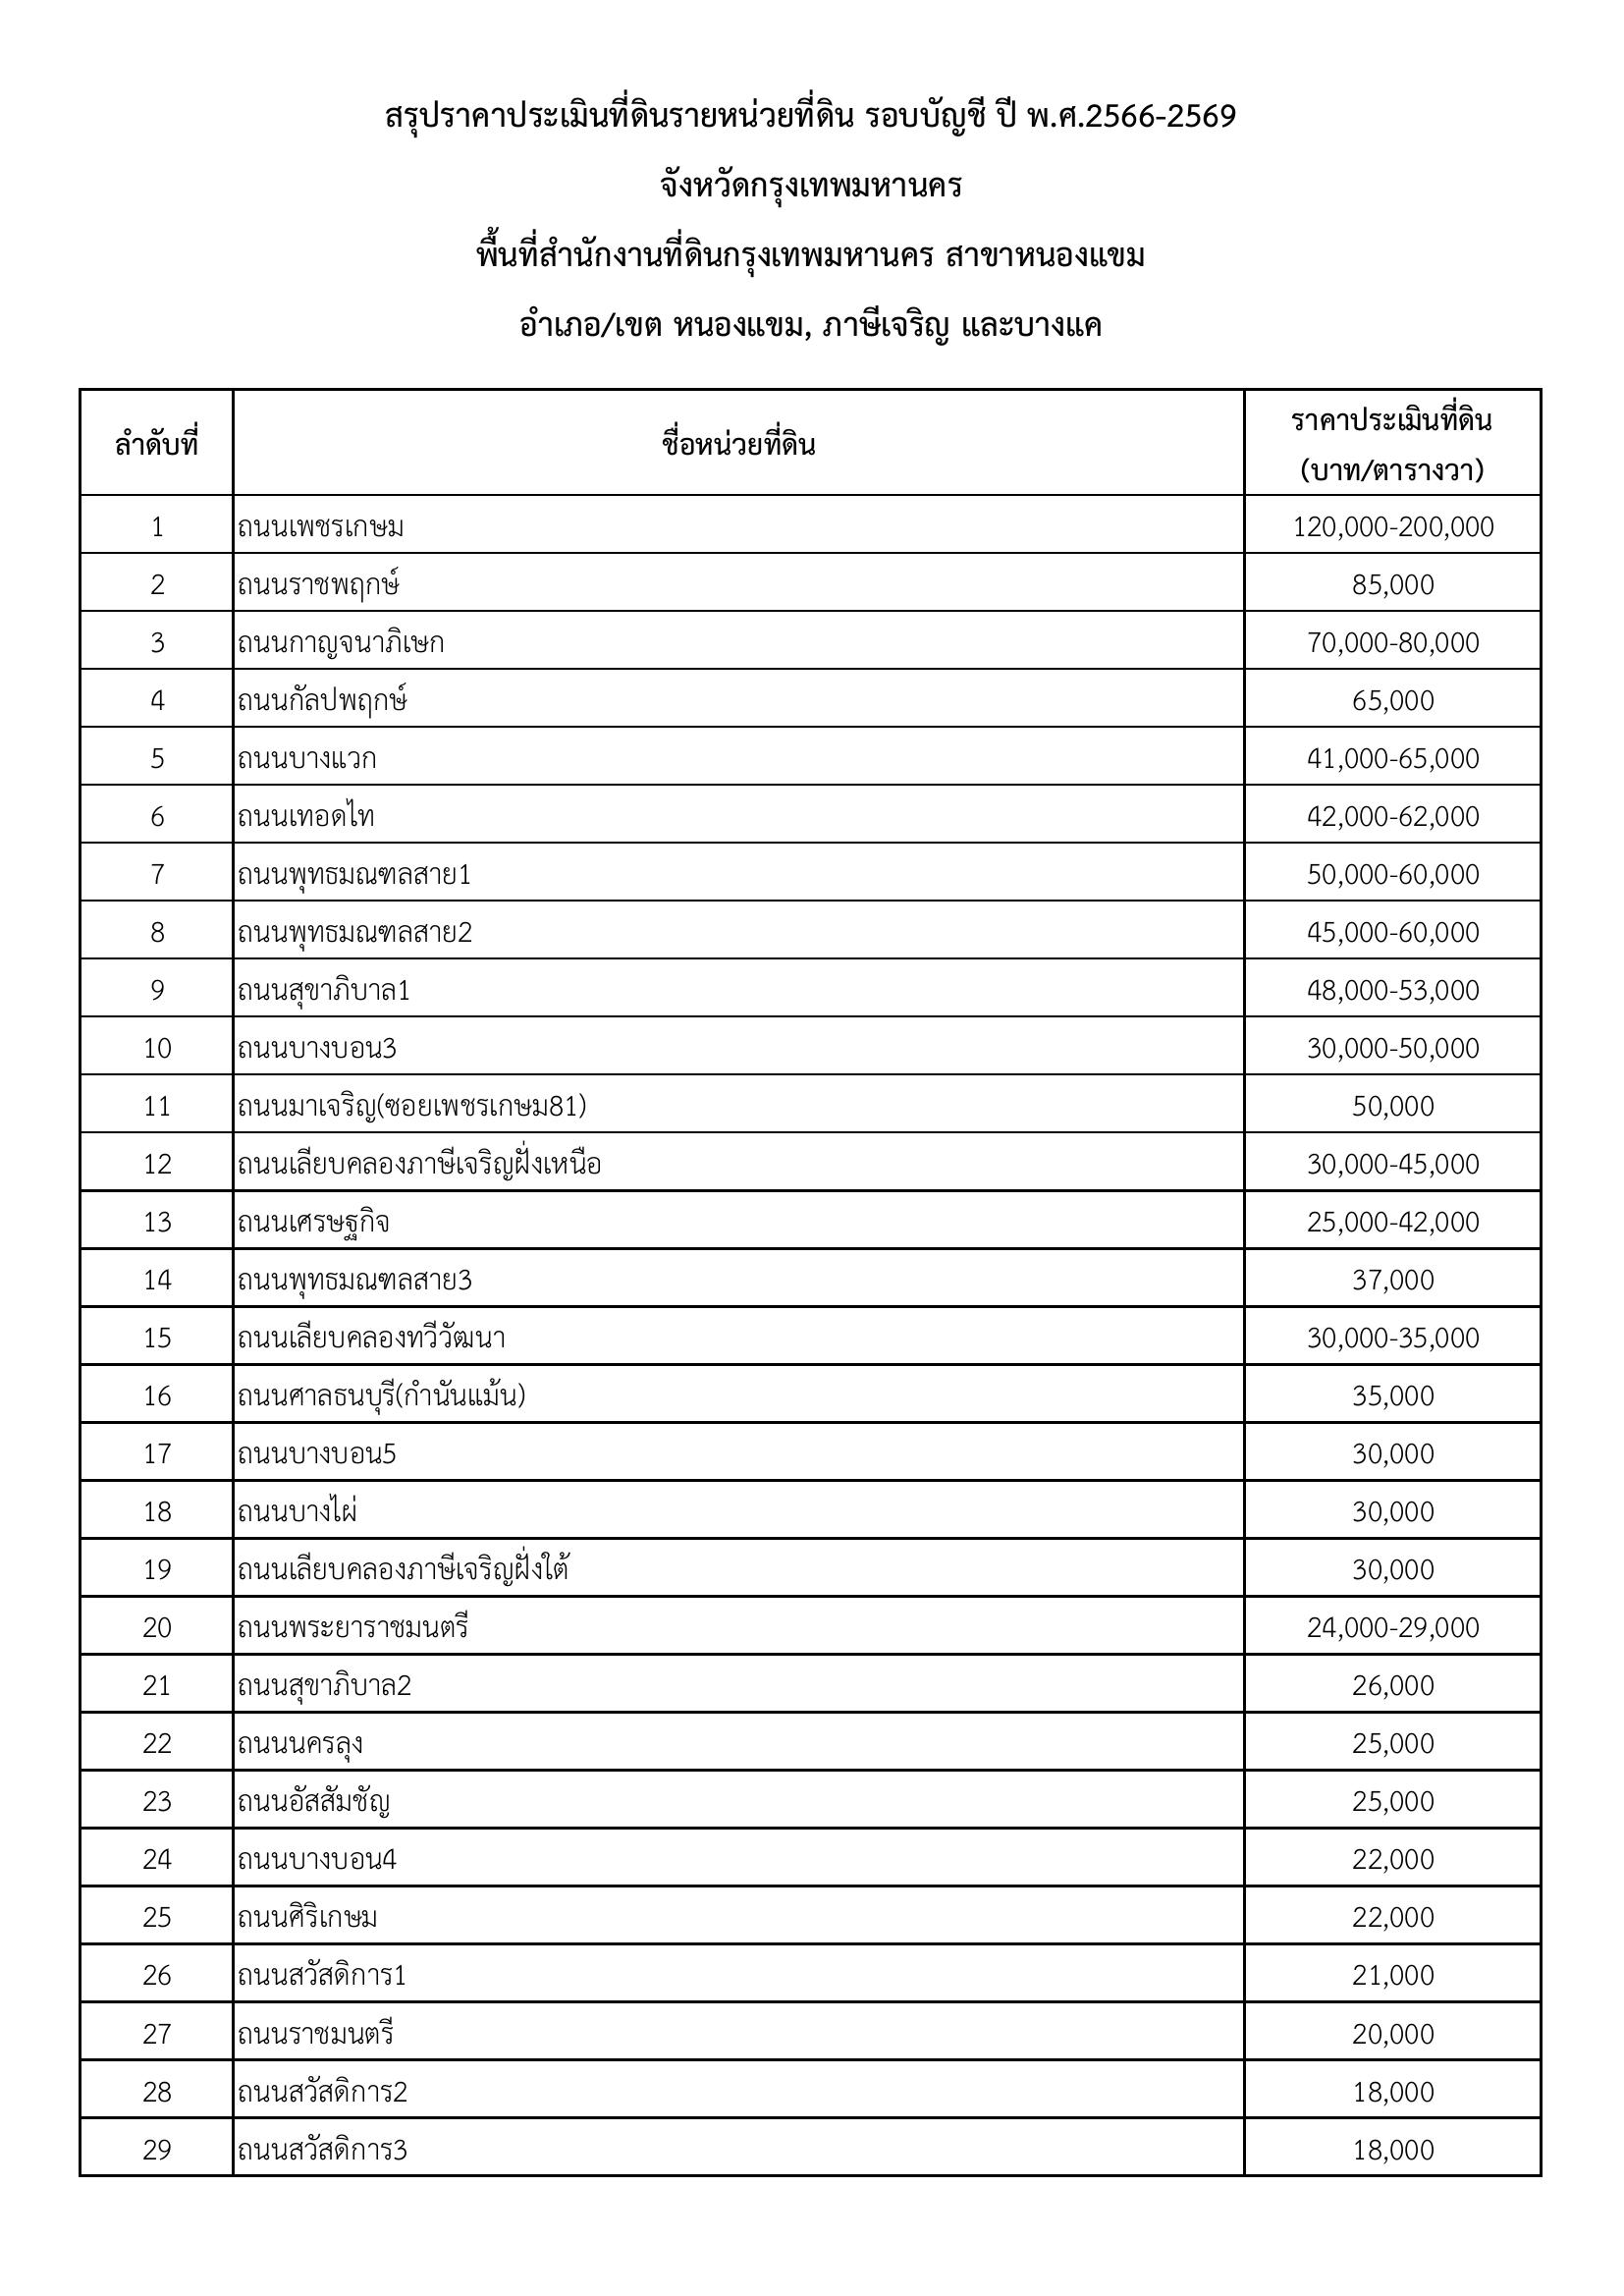 สรุปราคาประเมินที่ดินรายหน่วยที่ดิน รอบบัญชี ปี พ.ศ.2566-2569
จังหวัดกรุงเทพมหานคร
พื้นที่สำนักงานที่ดินกรุงเทพมหานคร สาขาหนองแขม
อำเภอ/เขต หนองแขม, ภาษีเจริญ และบางแค
ลำดับที่ ชื่อหน่วยที่ดิน ราคาประเมินที่ดิน
(บาท/ตารางวา)
1 ถนนเพชรเกษม 120,000-200,000
2 ถนนราชพฤกษ์ 85,000
3 ถนนกาญจนาภิเษก 70,000-80,000
4 ถนนกัลปพฤกษ์ 65,000
5 ถนนบางแวก 41,000-65,000
6 ถนนเทอดไท 42,000-62,000
7 ถนนพุทธมณฑลสาย1 50,000-60,000
8 ถนนพุทธมณฑลสาย2 45,000-60,000
9 ถนนสุขาภิบาล1 48,000-53,000
10 ถนนบางบอน3 30,000-50,000
11 ถนนมาเจริญ(ซอยเพชรเกษม81) 50,000
12 ถนนเลียบคลองภาษีเจริญฝั่งเหนือ 30,000-45,000
13 ถนนเศรษฐกิจ 25,000-42,000
14 ถนนพุทธมณฑลสาย3 37,000
15 ถนนเลียบคลองทวีวัฒนา 30,000-35,000
16 ถนนศาลธนบุรี(กำนันแม้น) 35,000
17 ถนนบางบอน5 30,000
18 ถนนบางไผ่ 30,000
19 ถนนเลียบคลองภาษีเจริญฝั่งใต้ 30,000
20 ถนนพระยาราชมนตรี 24,000-29,000
21 ถนนสุขาภิบาล2 26,000
22 ถนนนครลุง 25,000
23 ถนนอัสสัมชัญ 25,000
24 ถนนบางบอน4 22,000
25 ถนนศิริเกษม 22,000
26 ถนนสวัสดิการ1 21,000
27 ถนนราชมนตรี 20,000
28 ถนนสวัสดิการ2 18,000
29 ถนนสวัสดิการ3 18,000